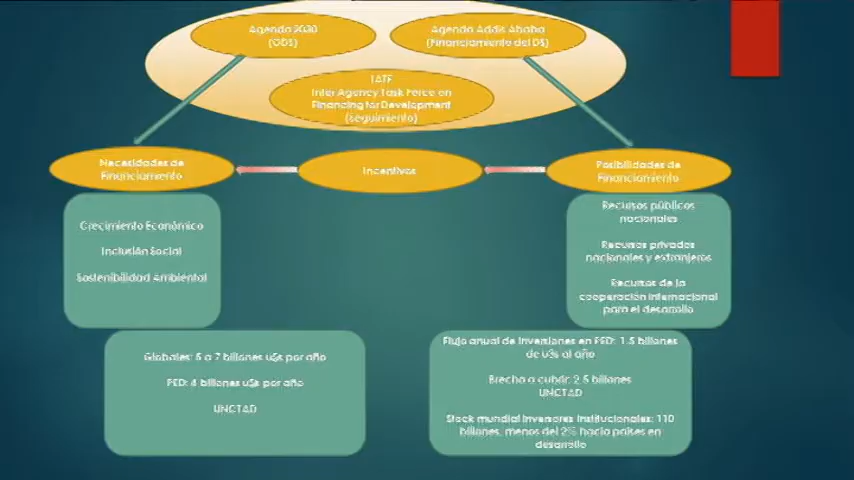 Agenda 2030
(ODS)
Agenda Addis Ababa
(Financiamiento del DS)
IATF
Inter Agency Task Force on
Financing for Development
(seguimiento)
Necesidades de
Financiamiento
Incentivos
Posibilidades de
Financiamiento
Crecimiento Económico
Inclusión Social
Sostenibilidad Ambiental
Recursos públicos
nacionales
Recursos privados
nacionales y extranjeros
Recursos de la
cooperación internacional
para el desarrollo
Globales: 5 a 7 billones u$s por año
PED: 4 billones u$s por año
UNCTAD
Flujo anual de inversiones en PED: 1.5 billones
de u$s al año
Brecha a cubrir: 2.5 billones
UNCTAD
Stock mundial inversores institucionales: 110
billones, menos del 2% hacia países en
desarrollo